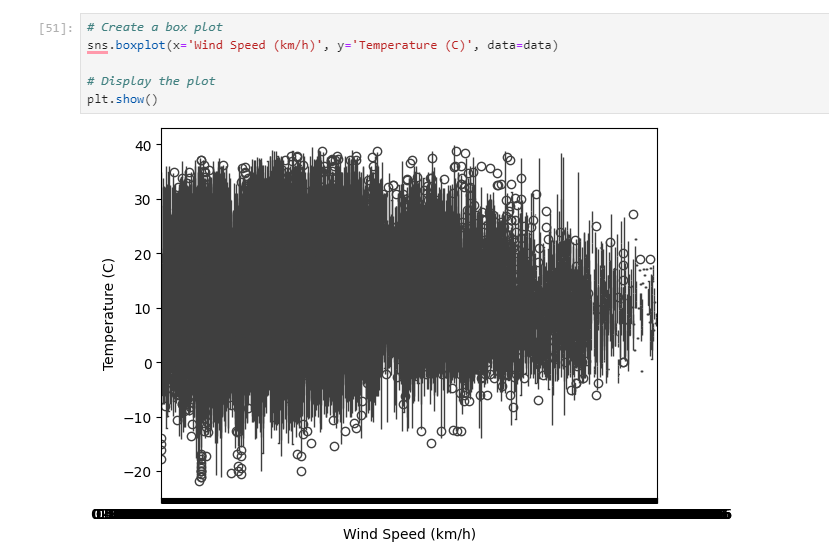 [51]:
# Create a box plot
sns.boxplot(x='Wind Speed (km/h)', y='Temperature (C)', data=data)
# Display the plot
plt.show()
40
30
20
10
0
−10
−20
Temperature (C)
Wind Speed (km/h)